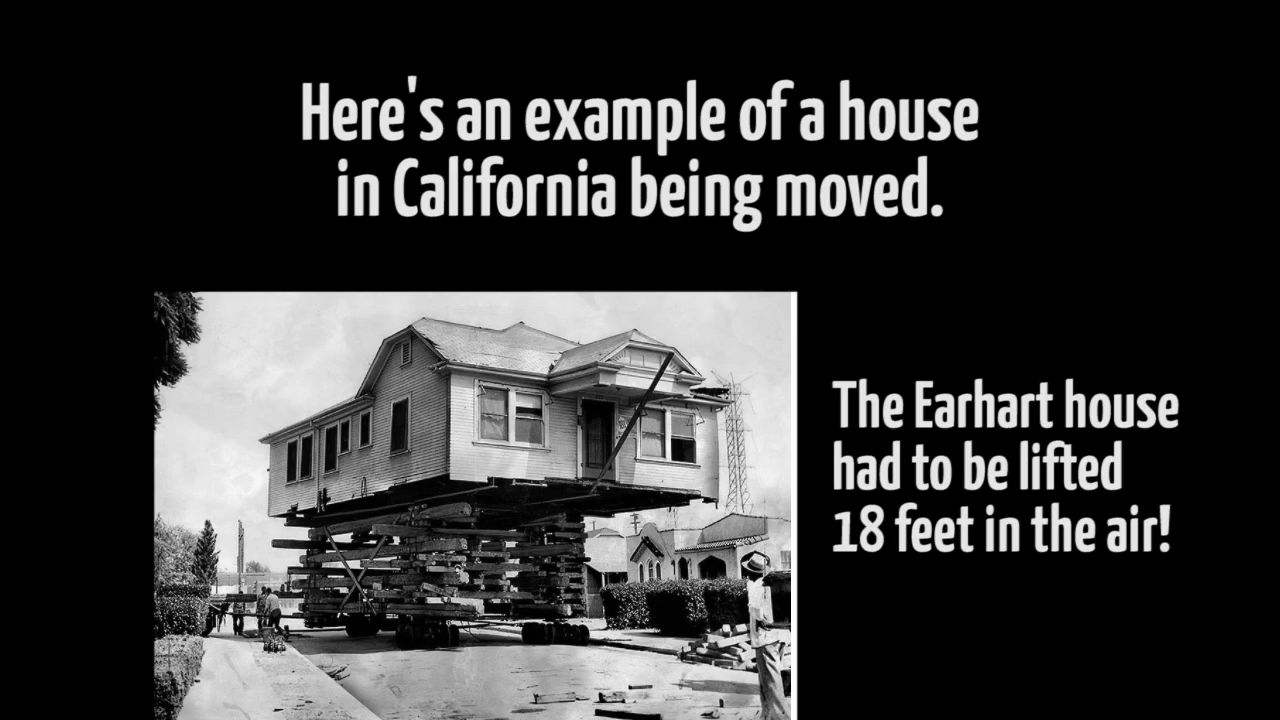 Here's an example of a house
in California being moved.
The Earhart house
had to be lifted
18 feet in the air!